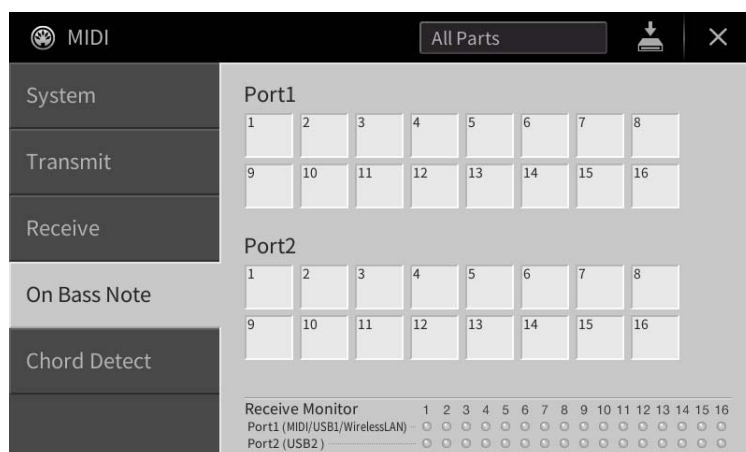 MIDI All Parts
System
Transmit
Receive
On Bass Note
Chord Detect
Port1
1 2 3 4 5 6 7 8
9 10 11 12 13 14 15 16
Port2
1 2 3 4 5 6 7 8
9 10 11 12 13 14 15 16
Receive Monitor 1 2 3 4 5 6 7 8 9 10 11 12 13 14 15 16
Port1 (MIDI/USB1/WirelessLAN)
Port2 (USB2 )